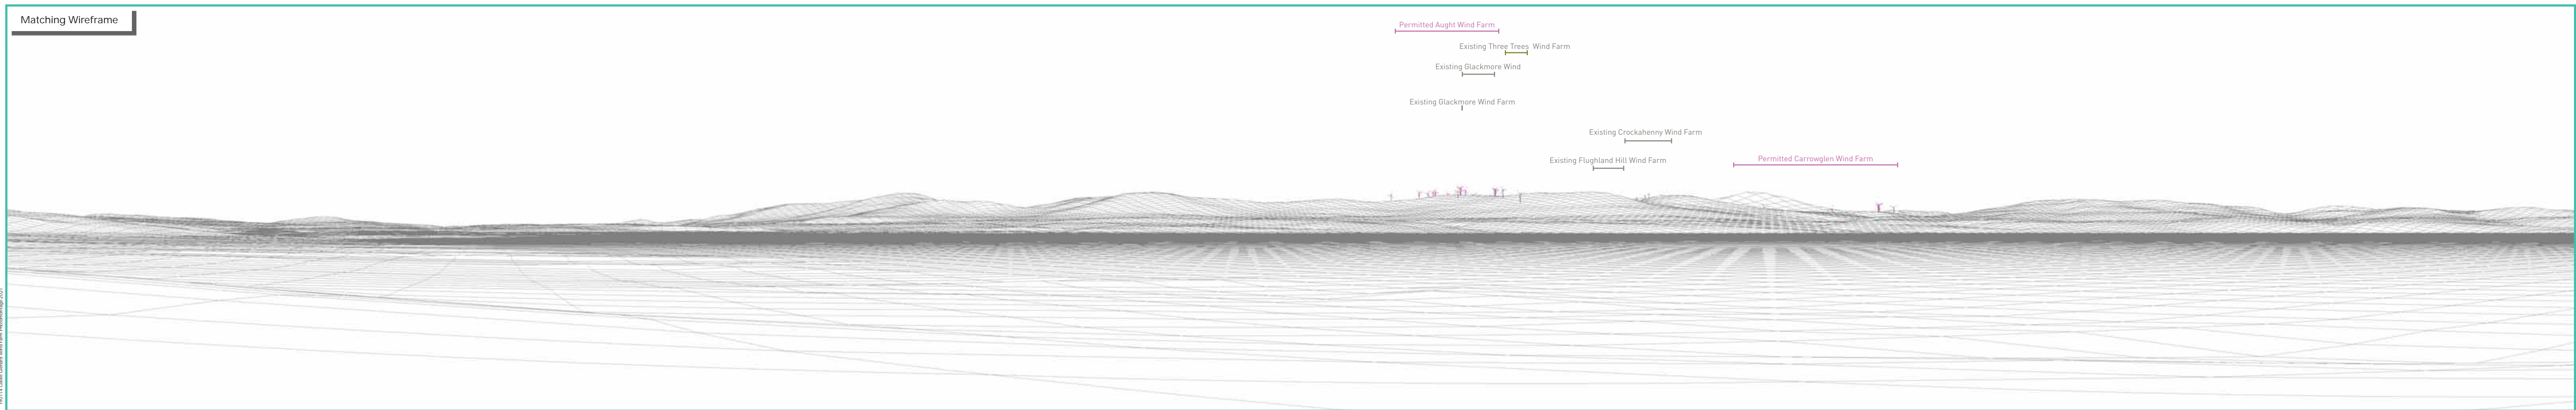 Matching Wireframe
Permitted Aught Wind Farm
Existing Three Trees Wind Farm
Existing Glackmore Wind
Existing Glackmore Wind Farm
Existing Crockahenny Wind Farm
Existing Flughland Hill Wind Farm
Permitted Carrowglen Wind Farm